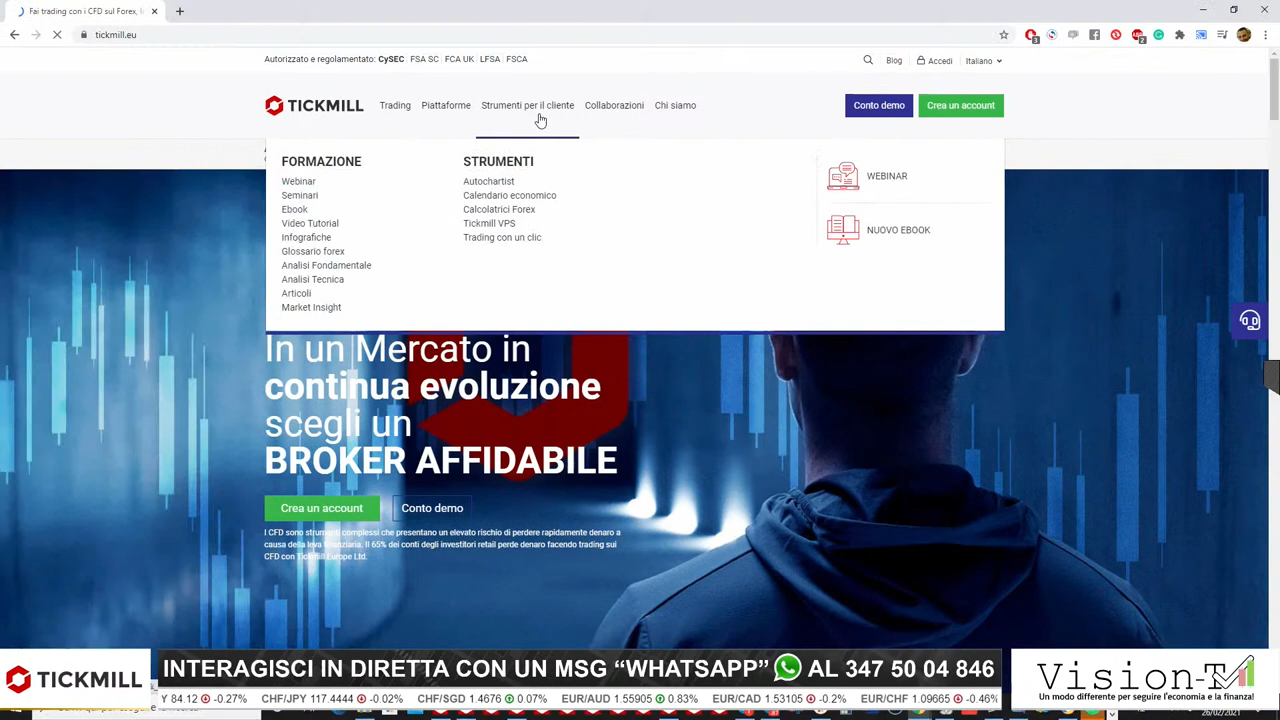 Fai trading con i CFD sul Forex, I
tickmill.eu
Autorizzato e regolamentato: CySEC FSA SC FCA UK LFSA FSCA
Blog Accedi Italiano
TICKMILL Trading Piattaforme Strumenti per il cliente Collaborazioni Chi siamo Conto demo Crea un account
FORMAZIONE
Webinar
Seminari
Ebook
Video Tutorial
Infografiche
Glossario forex
Analisi Fondamentale
Analisi Tecnica
Articoli
Market Insight
STRUMENTI
Autochartist
Calendario economico
Calcolatrici Forex
Tickmill VPS
Trading con un clic
WEBINAR
NUOVO EBOOK
In un Mercato in
continua evoluzione
scegli un
BROKER AFFIDABILE
Crea un account Conto demo
I CFD sono strumenti complessi che presentano un elevato rischio di perdere rapidamente denaro a
causa della leva finanziaria. Il 65% dei conti degli investitori retail perde denaro facendo trading sui
CFD con Tickmill Europe Ltd.
TICKMILL
INTERAGISCI IN DIRETTA CON UN MSG “WHATSAPP” AL 347 50 04 846
Y 84.12 -0.27% CHF/JPY 117.4444 -0.02% CHF/SGD 1.4676 0.07% EUR/AUD 1.55905 0.83% EUR/CAD 1.53105 -0.2% EUR/CHF 1.09665 -0.46%
Vision-T
Un modo differente per seguire l'economia e la finanza!
26/02/2021